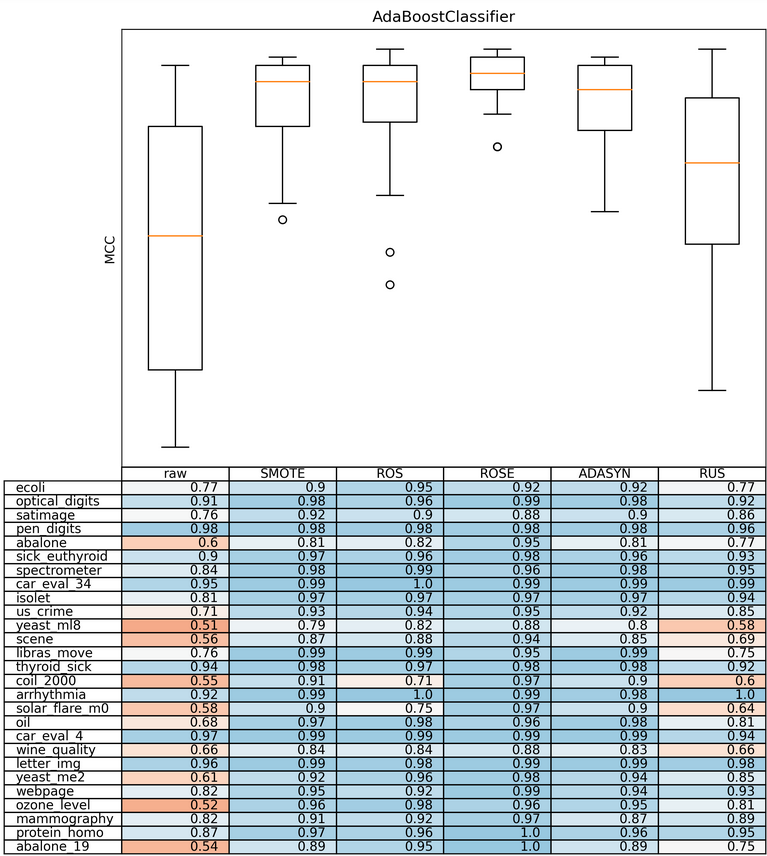 AdaBoostClassifier
MCC
raw SMOTE ROS ROSE ADASYN RUS
ecoli 0.77 0.9 0.95 0.92 0.92 0.77
optical_digits 0.91 0.98 0.96 0.99 0.98 0.92
satimage 0.76 0.92 0.9 0.88 0.9 0.86
pen_digits 0.98 0.98 0.98 0.98 0.98 0.96
abalone 0.6 0.81 0.82 0.95 0.81 0.77
sick_euthyroid 0.9 0.97 0.96 0.98 0.96 0.93
spectrometer 0.84 0.98 0.99 0.96 0.98 0.95
car_eval_34 0.95 0.99 1.0 0.99 0.99 0.99
isolet 0.81 0.97 0.97 0.97 0.97 0.94
us_crime 0.71 0.93 0.94 0.95 0.92 0.85
yeast_ml8 0.51 0.79 0.82 0.88 0.8 0.58
scene 0.56 0.87 0.88 0.94 0.85 0.69
libras_move 0.76 0.99 0.99 0.95 0.99 0.75
thyroid_sick 0.94 0.98 0.97 0.98 0.98 0.92
coil_2000 0.55 0.91 0.71 0.97 0.9 0.6
arrhythmia 0.92 0.99 1.0 0.99 0.98 1.0
solar_flare_m0 0.58 0.9 0.75 0.97 0.9 0.64
oil 0.68 0.97 0.98 0.96 0.98 0.81
car_eval_4 0.97 0.99 0.99 0.99 0.99 0.94
wine_quality 0.66 0.84 0.84 0.88 0.83 0.66
letter_img 0.96 0.99 0.98 0.99 0.99 0.98
yeast_me2 0.61 0.92 0.96 0.98 0.94 0.85
webpage 0.82 0.95 0.92 0.99 0.94 0.93
ozone_level 0.52 0.96 0.98 0.96 0.95 0.81
mammography 0.82 0.91 0.92 0.97 0.87 0.89
protein_homo 0.87 0.97 0.96 1.0 0.96 0.95
abalone_19 0.54 0.89 0.95 1.0 0.89 0.75